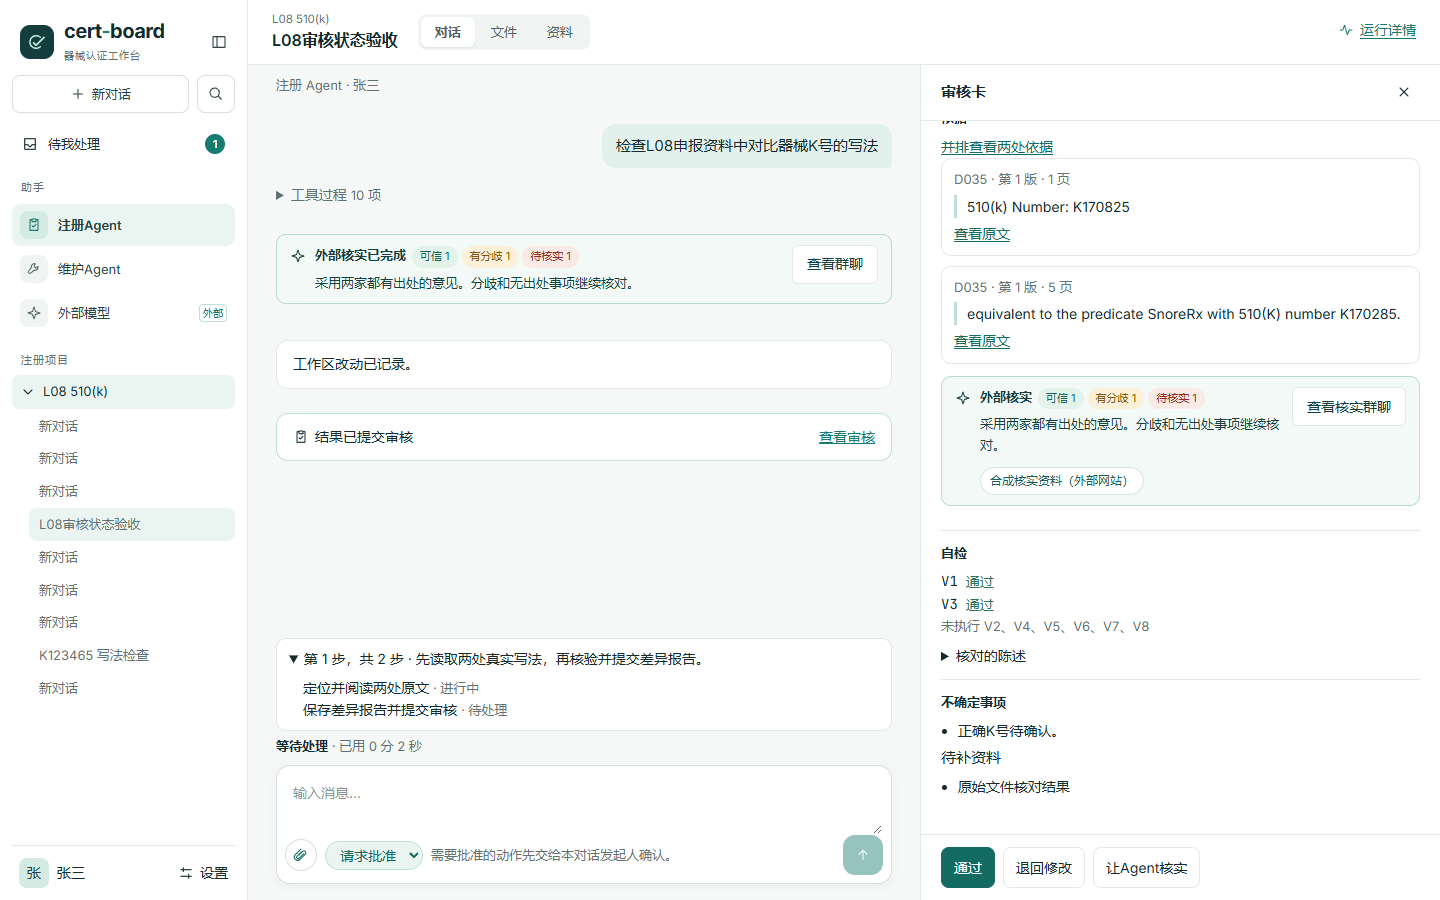 cert-board
器械认证工作台
新对话
待我处理
1
助手
注册Agent
维护Agent
外部模型
外部
注册项目
L08 510(k)
新对话
新对话
新对话
L08审核状态验收
新对话
新对话
新对话
K123465 写法检查
新对话
张
张三
设置
L08 510(k)
L08审核状态验收
对话
文件
资料
运行详情
注册 Agent · 张三
检查L08申报资料中对比器械K号的写法
工具过程 10 项
外部核实已完成
可信 1
有分歧 1
待核实 1
采用两家都有出处的意见。分歧和无出处事项继续核对。
查看群聊
工作区改动已记录。
结果已提交审核
查看审核
第 1 步，共 2 步 · 先读取两处真实写法，再核验并提交差异报告。
定位并阅读两处原文 · 进行中
保存差异报告并提交审核 · 待处理
等待处理 · 已用 0 分 2 秒
输入消息...
请求批准
需要批准的动作先交给本对话发起人确认。
审核卡
并排查看两处依据
D035 · 第 1 版 · 1 页
510(k) Number: K170825
查看原文
D035 · 第 1 版 · 5 页
equivalent to the predicate SnoreRx with 510(K) number K170285.
查看原文
外部核实
可信 1
有分歧 1
待核实 1
采用两家都有出处的意见。分歧和无出处事项继续核
对。
查看核实群聊
合成核实资料（外部网站）
自检
V1 通过
V3 通过
未执行 V2、V4、V5、V6、V7、V8
核对的陈述
不确定事项
正确K号待确认。
待补资料
原始文件核对结果
通过
退回修改
让Agent核实